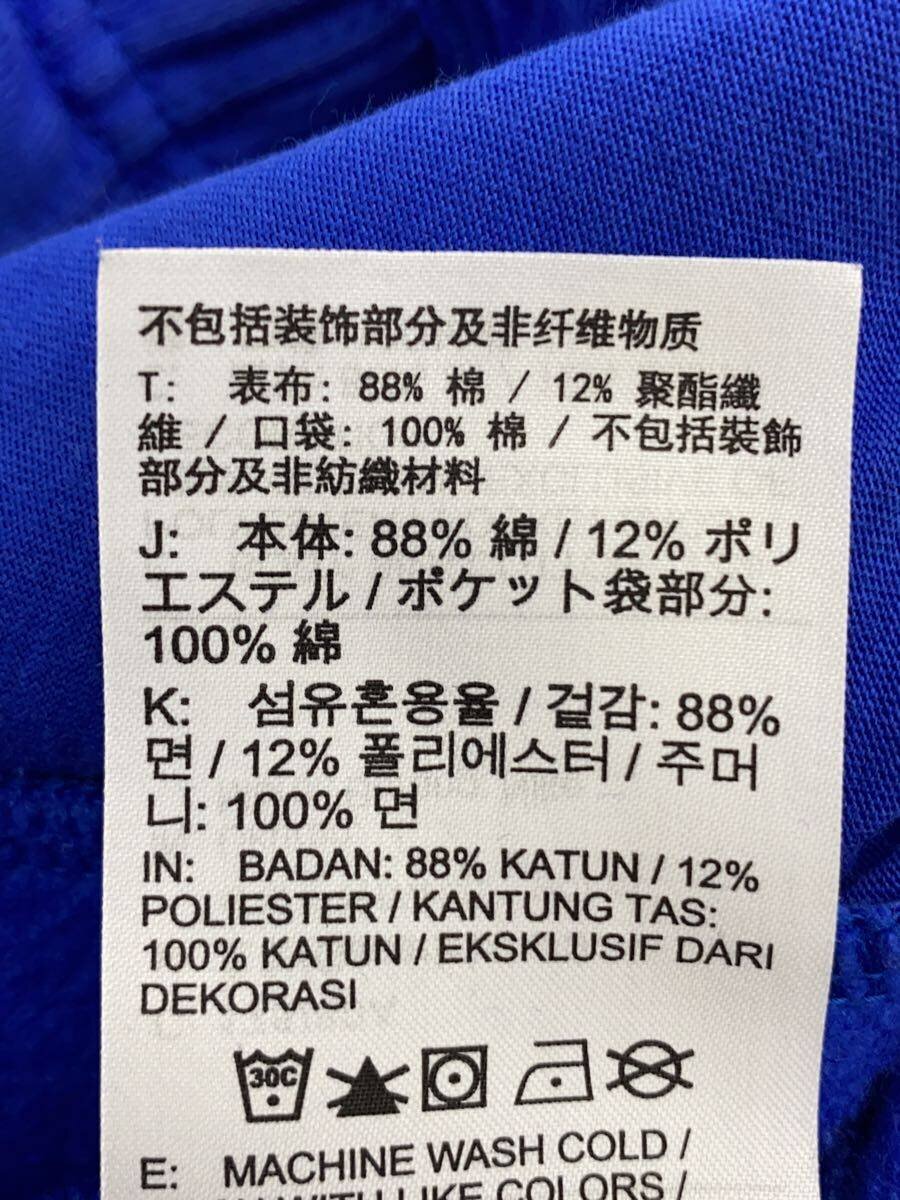 不包括装饰部分及非纤维物质
T: 表布: 88% 棉 / 12% 聚酯纖
維 / 口袋: 100% 棉 / 不包括裝飾
部分及非紡織材料
J: 本体: 88% 綿 / 12% ポリ
エステル / ポケット袋部分:
100% 綿
K: 섬유혼용율 / 겉감: 88%
면 / 12% 폴리에스터 / 주머
니: 100% 면
IN: BADAN: 88% KATUN / 12%
POLIESTER / KANTUNG TAS:
100% KATUN / EKSKLUSIF DARI
DEKORASI
30C
E: MACHINE WASH COLD /
WITH LIKE COLORS /